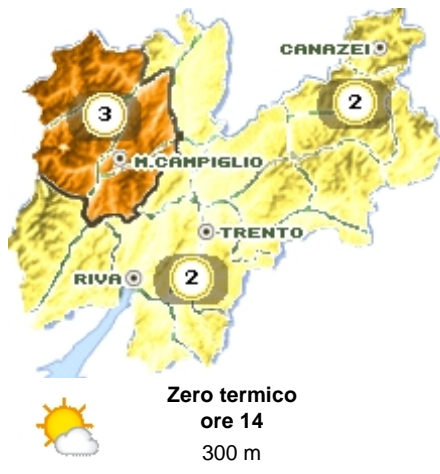 CANAZEI
2
3
M.CAMPIGLIO
TRENTO
RIVA
2
Zero termico
ore 14
300 m